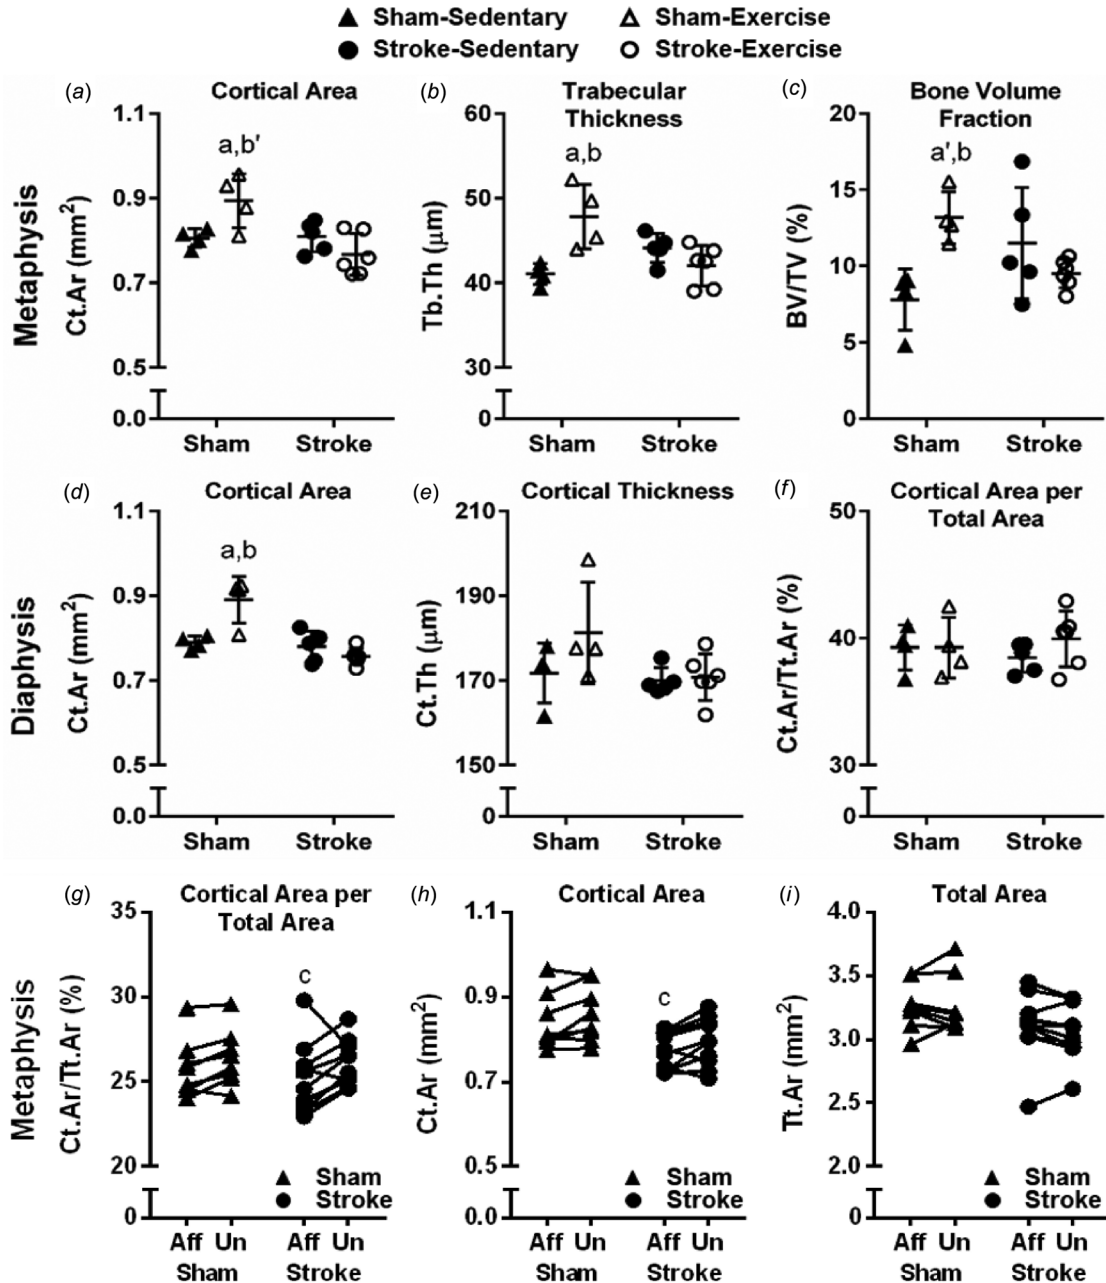 Sham-Sedentary Sham-Exercise
Stroke-Sedentary Stroke-Exercise
(a) Cortical Area
(b) Trabecular
Thickness
(c) Bone Volume
Fraction
Metaphysis
Ct.Ar (mm²)
1.1
0.9
0.7
0.5
0.0
a,b'
Sham Stroke
Tb.Th (μm)
60
50
40
30
0
a,b
Sham Stroke
BV/TV (%)
20
15
10
5
0
a',b
Sham Stroke
(d) Cortical Area
(e) Cortical Thickness
(f) Cortical Area per
Total Area
Diaphysis
Ct.Ar (mm²)
1.1
0.9
0.7
0.5
0.0
a,b
Sham Stroke
Ct.Th (μm)
210
190
170
150
0
Sham Stroke
Ct.Ar/Tt.Ar (%)
50
40
30
0
Sham Stroke
(g) Cortical Area per
Total Area
(h) Cortical Area
(i) Total Area
Metaphysis
Ct.Ar/Tt.Ar (%)
35
30
25
20
0
c
Sham
Stroke
Aff Un Aff Un
Sham Stroke
Ct.Ar (mm²)
1.1
0.9
0.7
0.5
0.0
c
Sham
Stroke
Aff Un Aff Un
Sham Stroke
Tt.Ar (mm²)
4.0
3.5
3.0
2.5
2.0
0
Sham
Stroke
Aff Un Aff Un
Sham Stroke